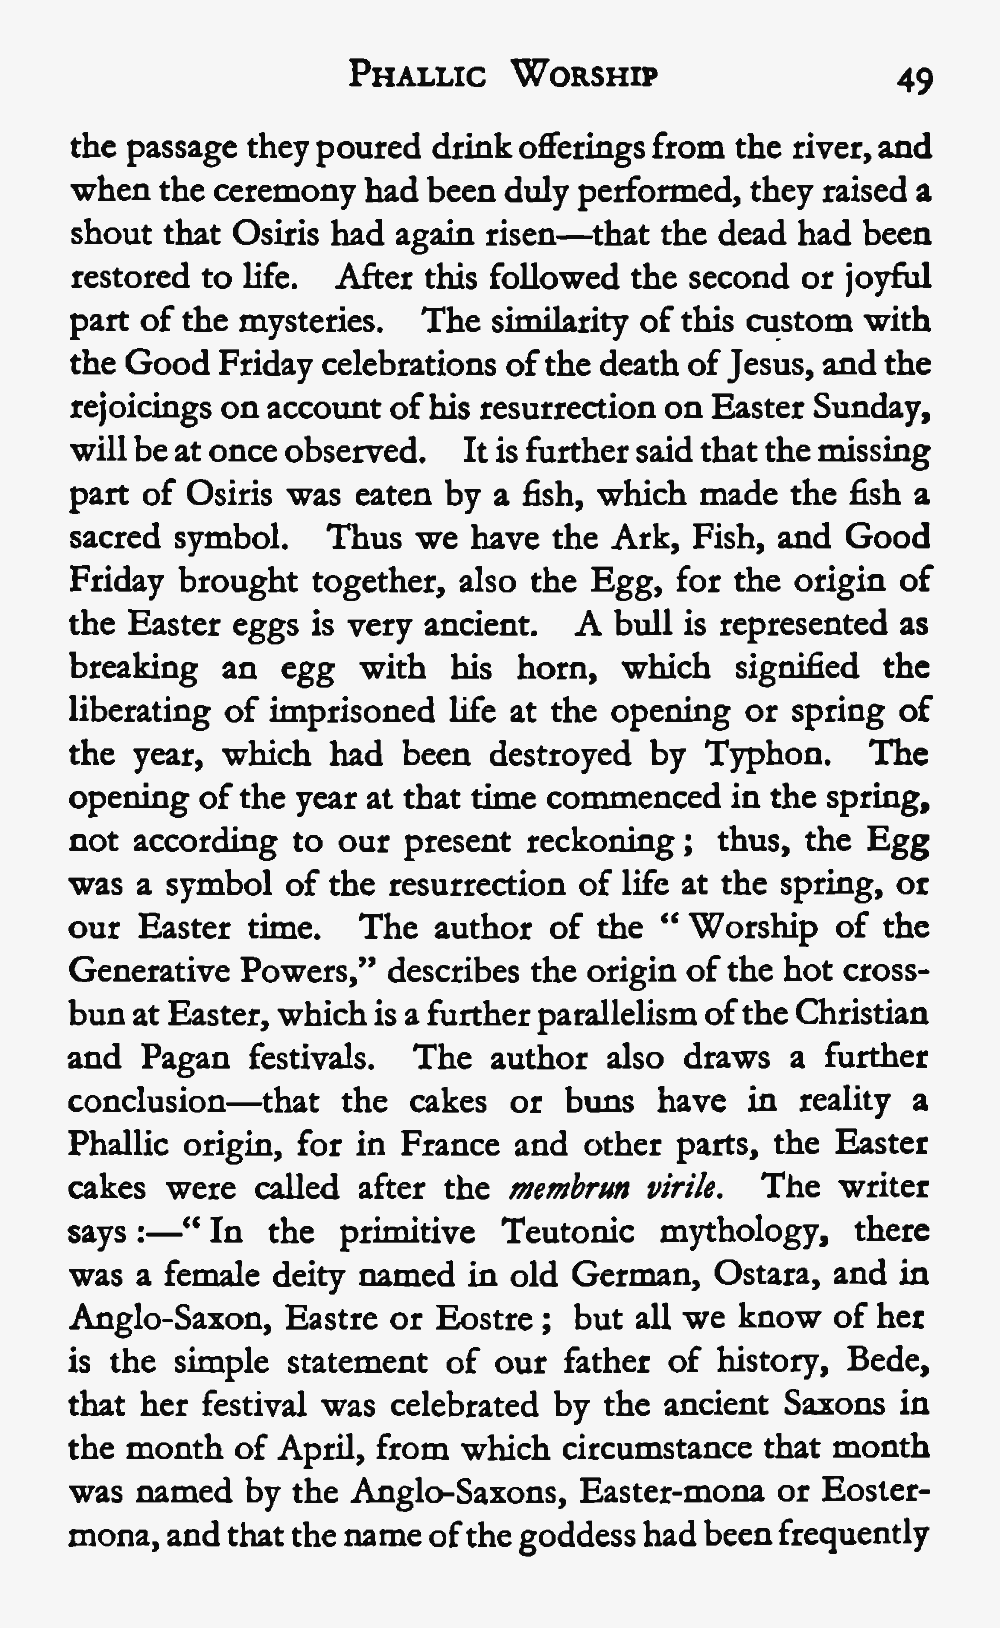 Phallic Worship 49
the passage they poured drink offerings from the river, and
when the ceremony had been duly performed, they raised a
shout that Osiris had again risen—that the dead had been
restored to life. After this followed the second or joyful
part of the mysteries. The similarity of this custom with
the Good Friday celebrations of the death of Jesus, and the
rejoicings on account of his resurrection on Easter Sunday,
will be at once observed. It is further said that the missing
part of Osiris was eaten by a fish, which made the fish a
sacred symbol. Thus we have the Ark, Fish, and Good
Friday brought together, also the Egg, for the origin of
the Easter eggs is very ancient. A bull is represented as
breaking an egg with his horn, which signified the
liberating of imprisoned life at the opening or spring of
the year, which had been destroyed by Typhon. The
opening of the year at that time commenced in the spring,
not according to our present reckoning ; thus, the Egg
was a symbol of the resurrection of life at the spring, or
our Easter time. The author of the “ Worship of the
Generative Powers,” describes the origin of the hot cross-
bun at Easter, which is a further parallelism of the Christian
and Pagan festivals. The author also draws a further
conclusion—that the cakes or buns have in reality a
Phallic origin, for in France and other parts, the Easter
cakes were called after the membrun virile. The writer
says :—“ In the primitive Teutonic mythology, there
was a female deity named in old German, Ostara, and in
Anglo-Saxon, Eastre or Eostre ; but all we know of her
is the simple statement of our father of history, Bede,
that her festival was celebrated by the ancient Saxons in
the month of April, from which circumstance that month
was named by the Anglo-Saxons, Easter-mona or Eoster-
mona, and that the name of the goddess had been frequently